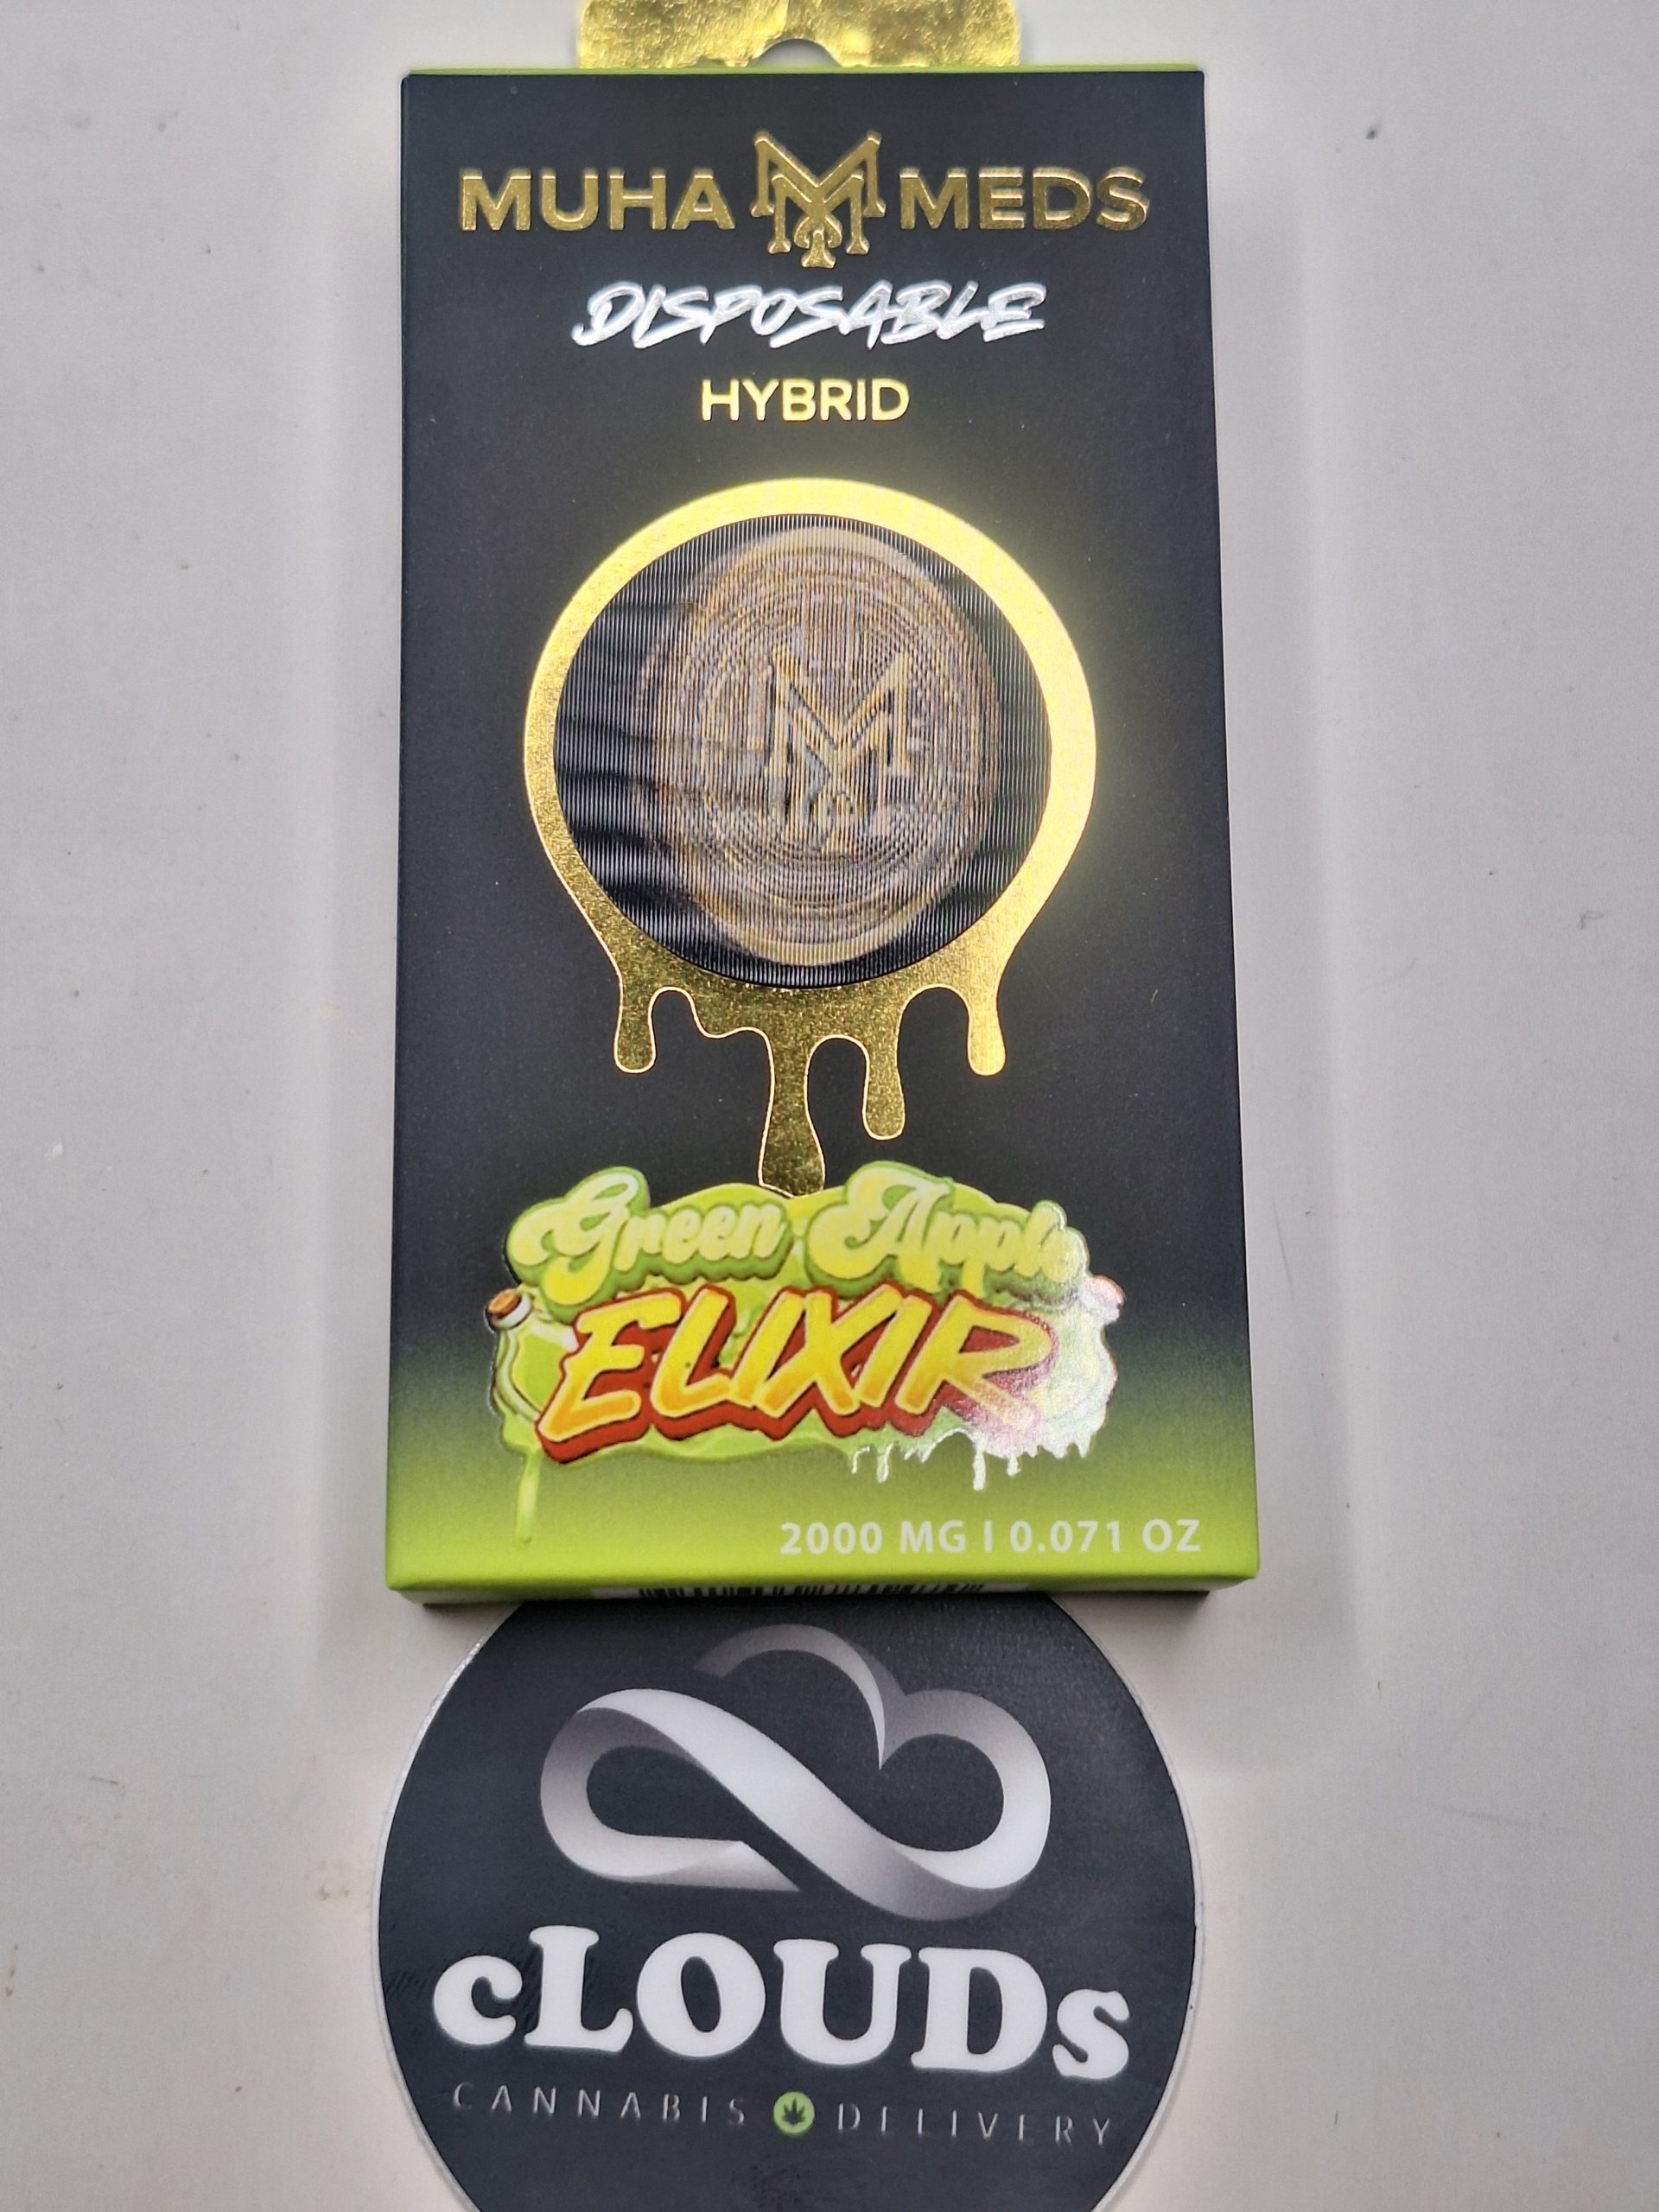 MUHA MEDS
DISPOSABLE
HYBRID
Green Apple
ELIXIR
2000 MG | 0.071 OZ
cLOUDs
CANNABIS DELIVERY